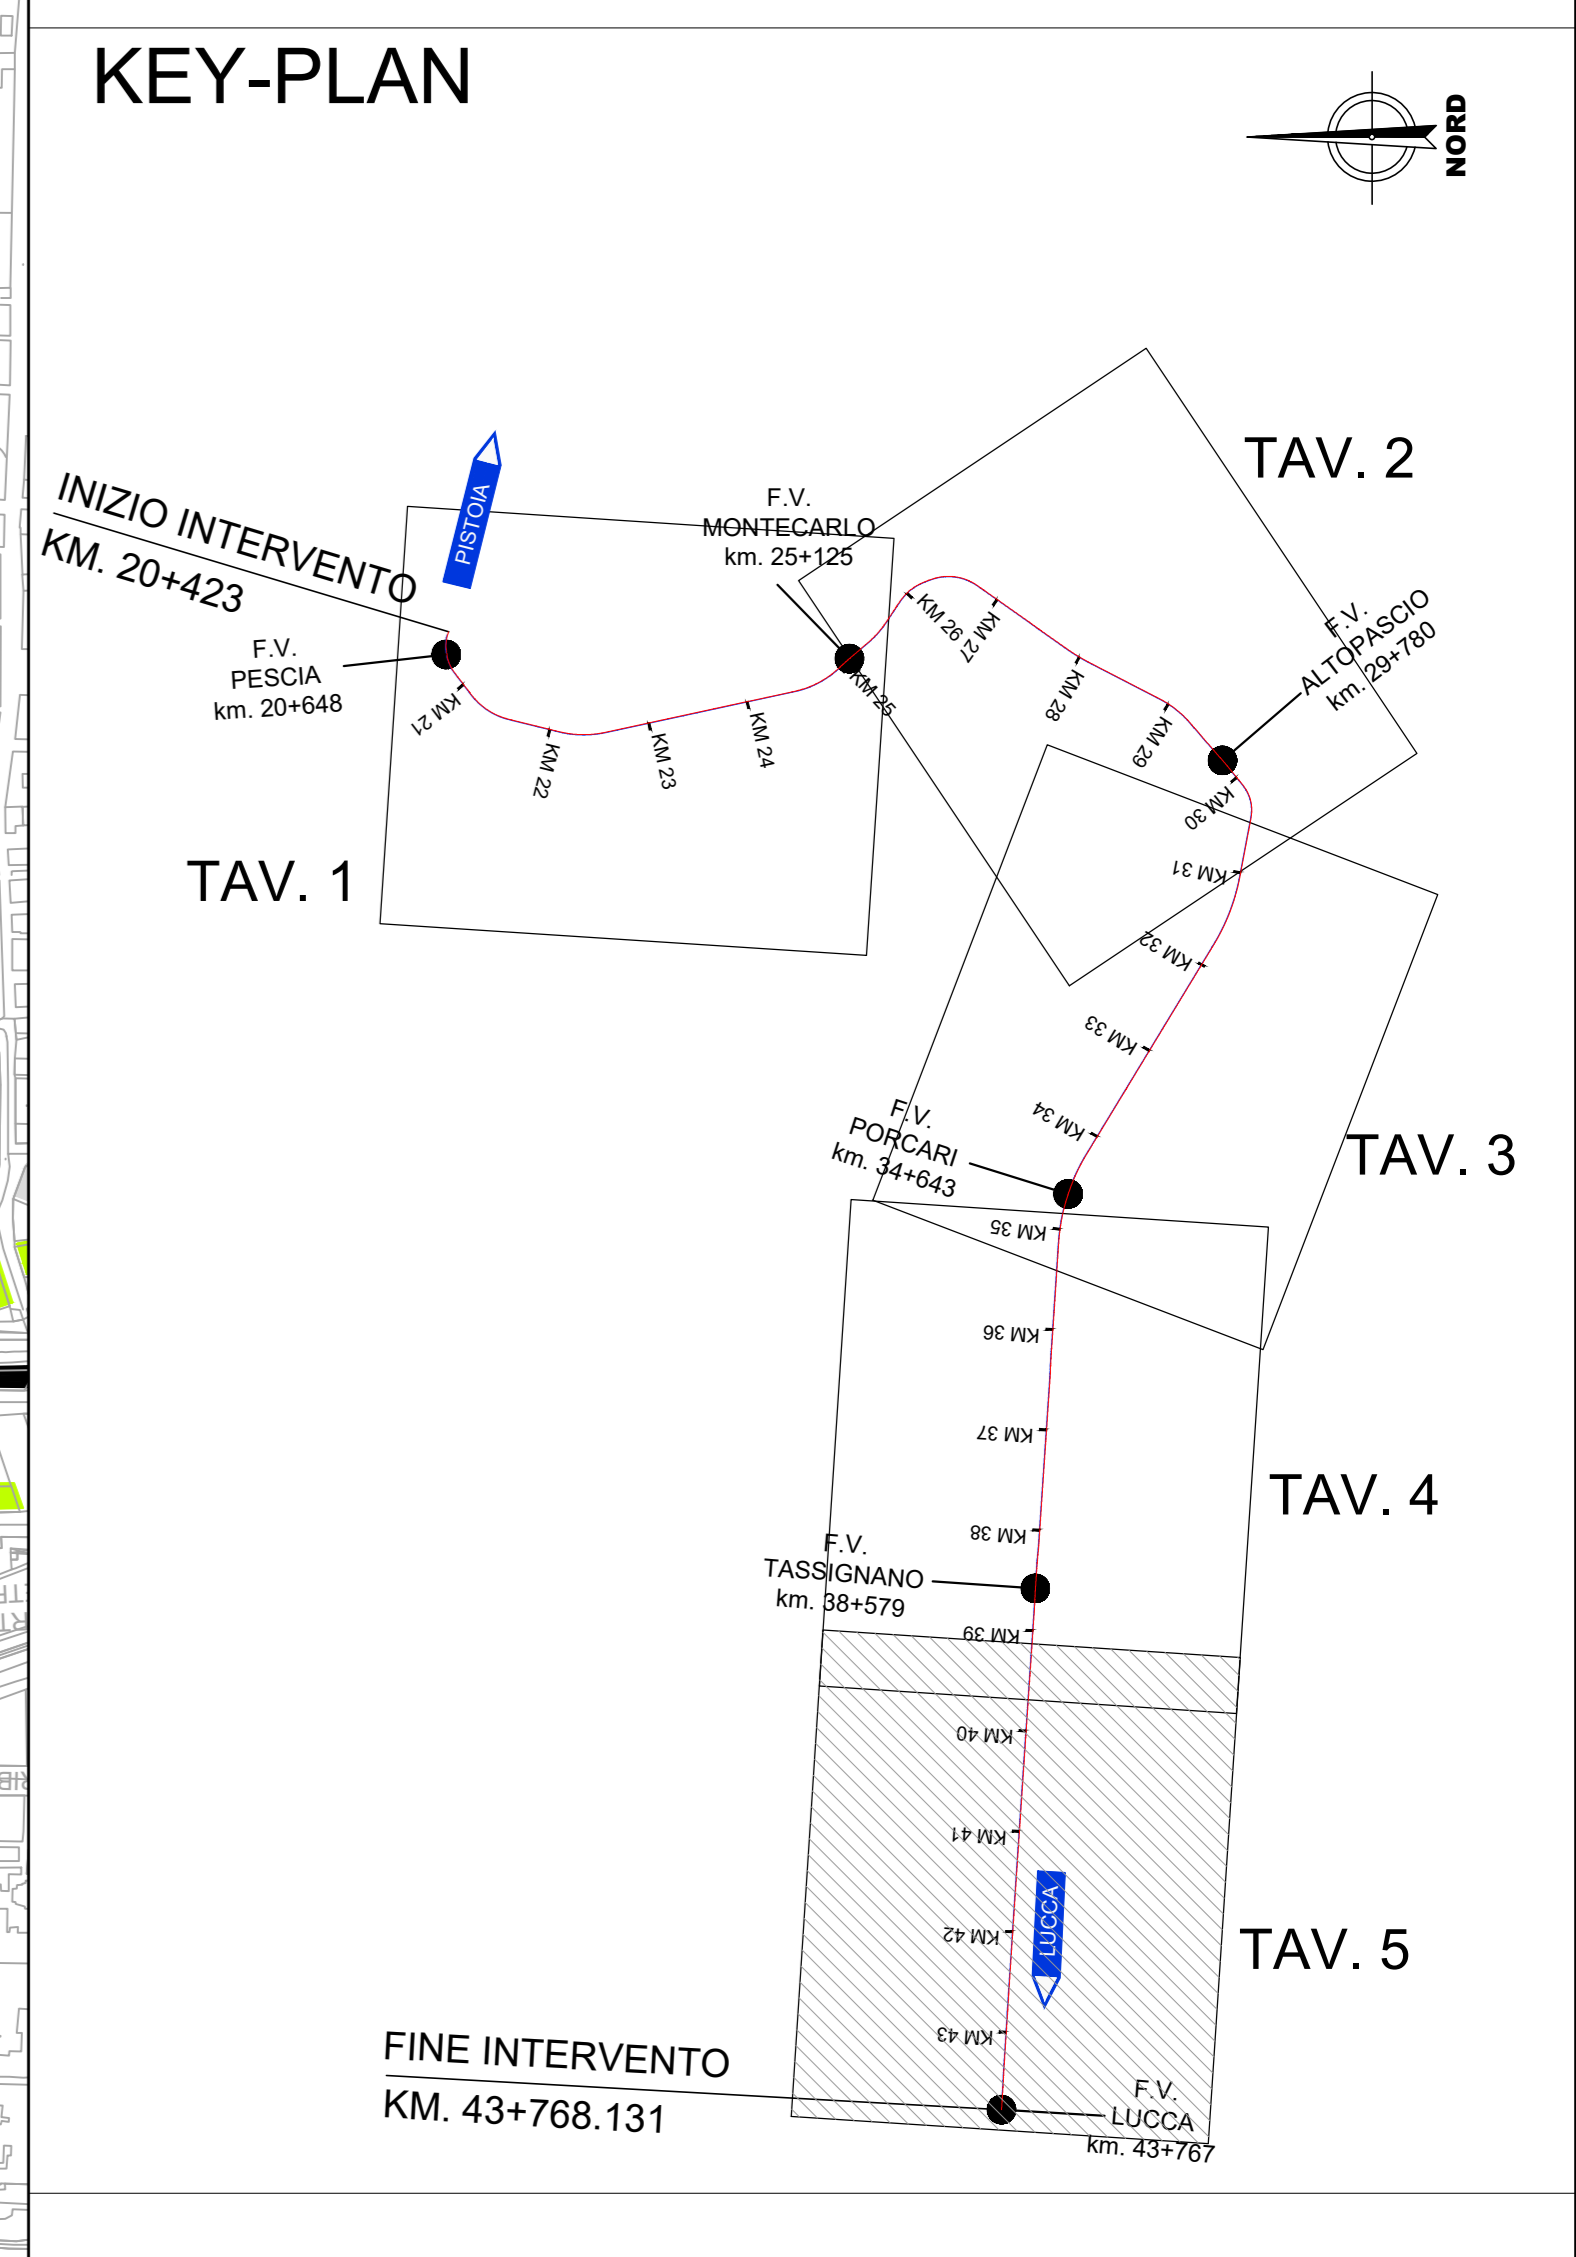 KEY-PLAN
NORD
TAV. 2
INIZIO INTERVENTO
KM. 20+423
PISTOIA
F.V.
MONTECARLO
km. 25+125
F.V.
PESCIA
km. 20+648
F.V.
ALTOPASCIO
km. 29+780
KM 21
KM 22
KM 23
KM 24
KM 25
KM 26
KM 27
KM 28
KM 29
KM 30
TAV. 1
KM 31
KM 32
KM 33
KM 34
F.V.
PORCARI
km. 34+643
TAV. 3
KM 35
KM 36
KM 37
KM 38
TAV. 4
F.V.
TASSIGNANO
km. 38+579
KM 39
KM 40
KM 41
LUCCA
KM 42
TAV. 5
KM 43
FINE INTERVENTO
KM. 43+768.131
F.V.
LUCCA
km. 43+767